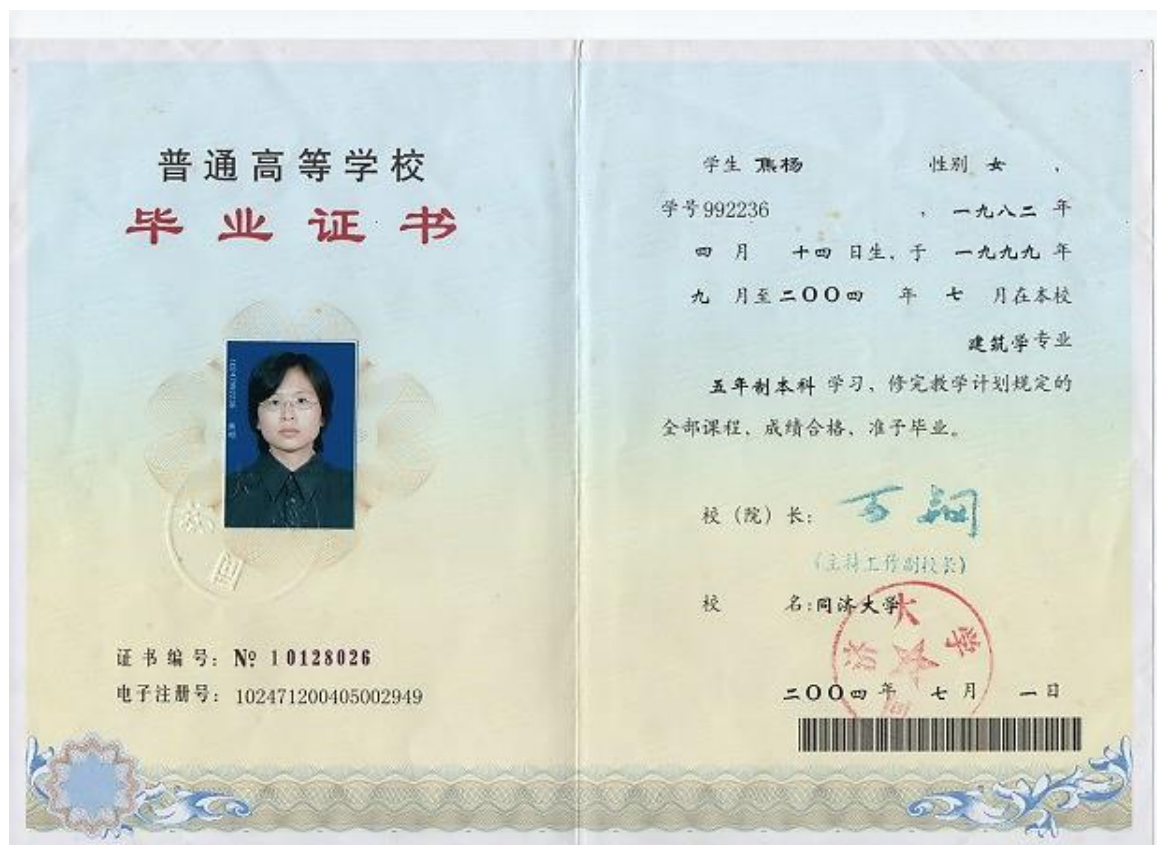 普通高等学校
毕业证书
证书编号: № 10128026
电子注册号: 102471200405002949
学生 焦杨 性别 女 ,
学号992236 , 一九八二 年
四 月 十四 日生、于 一九九九 年
九 月至二〇〇四 年 七 月在本校
建筑学专业
五年制本科 学习、修完教学计划规定的
全部课程、成绩合格、准予毕业。
校（院）长: 万钢
（主持工作副校长）
校 名:同济大学
二〇〇四年 七月 一日